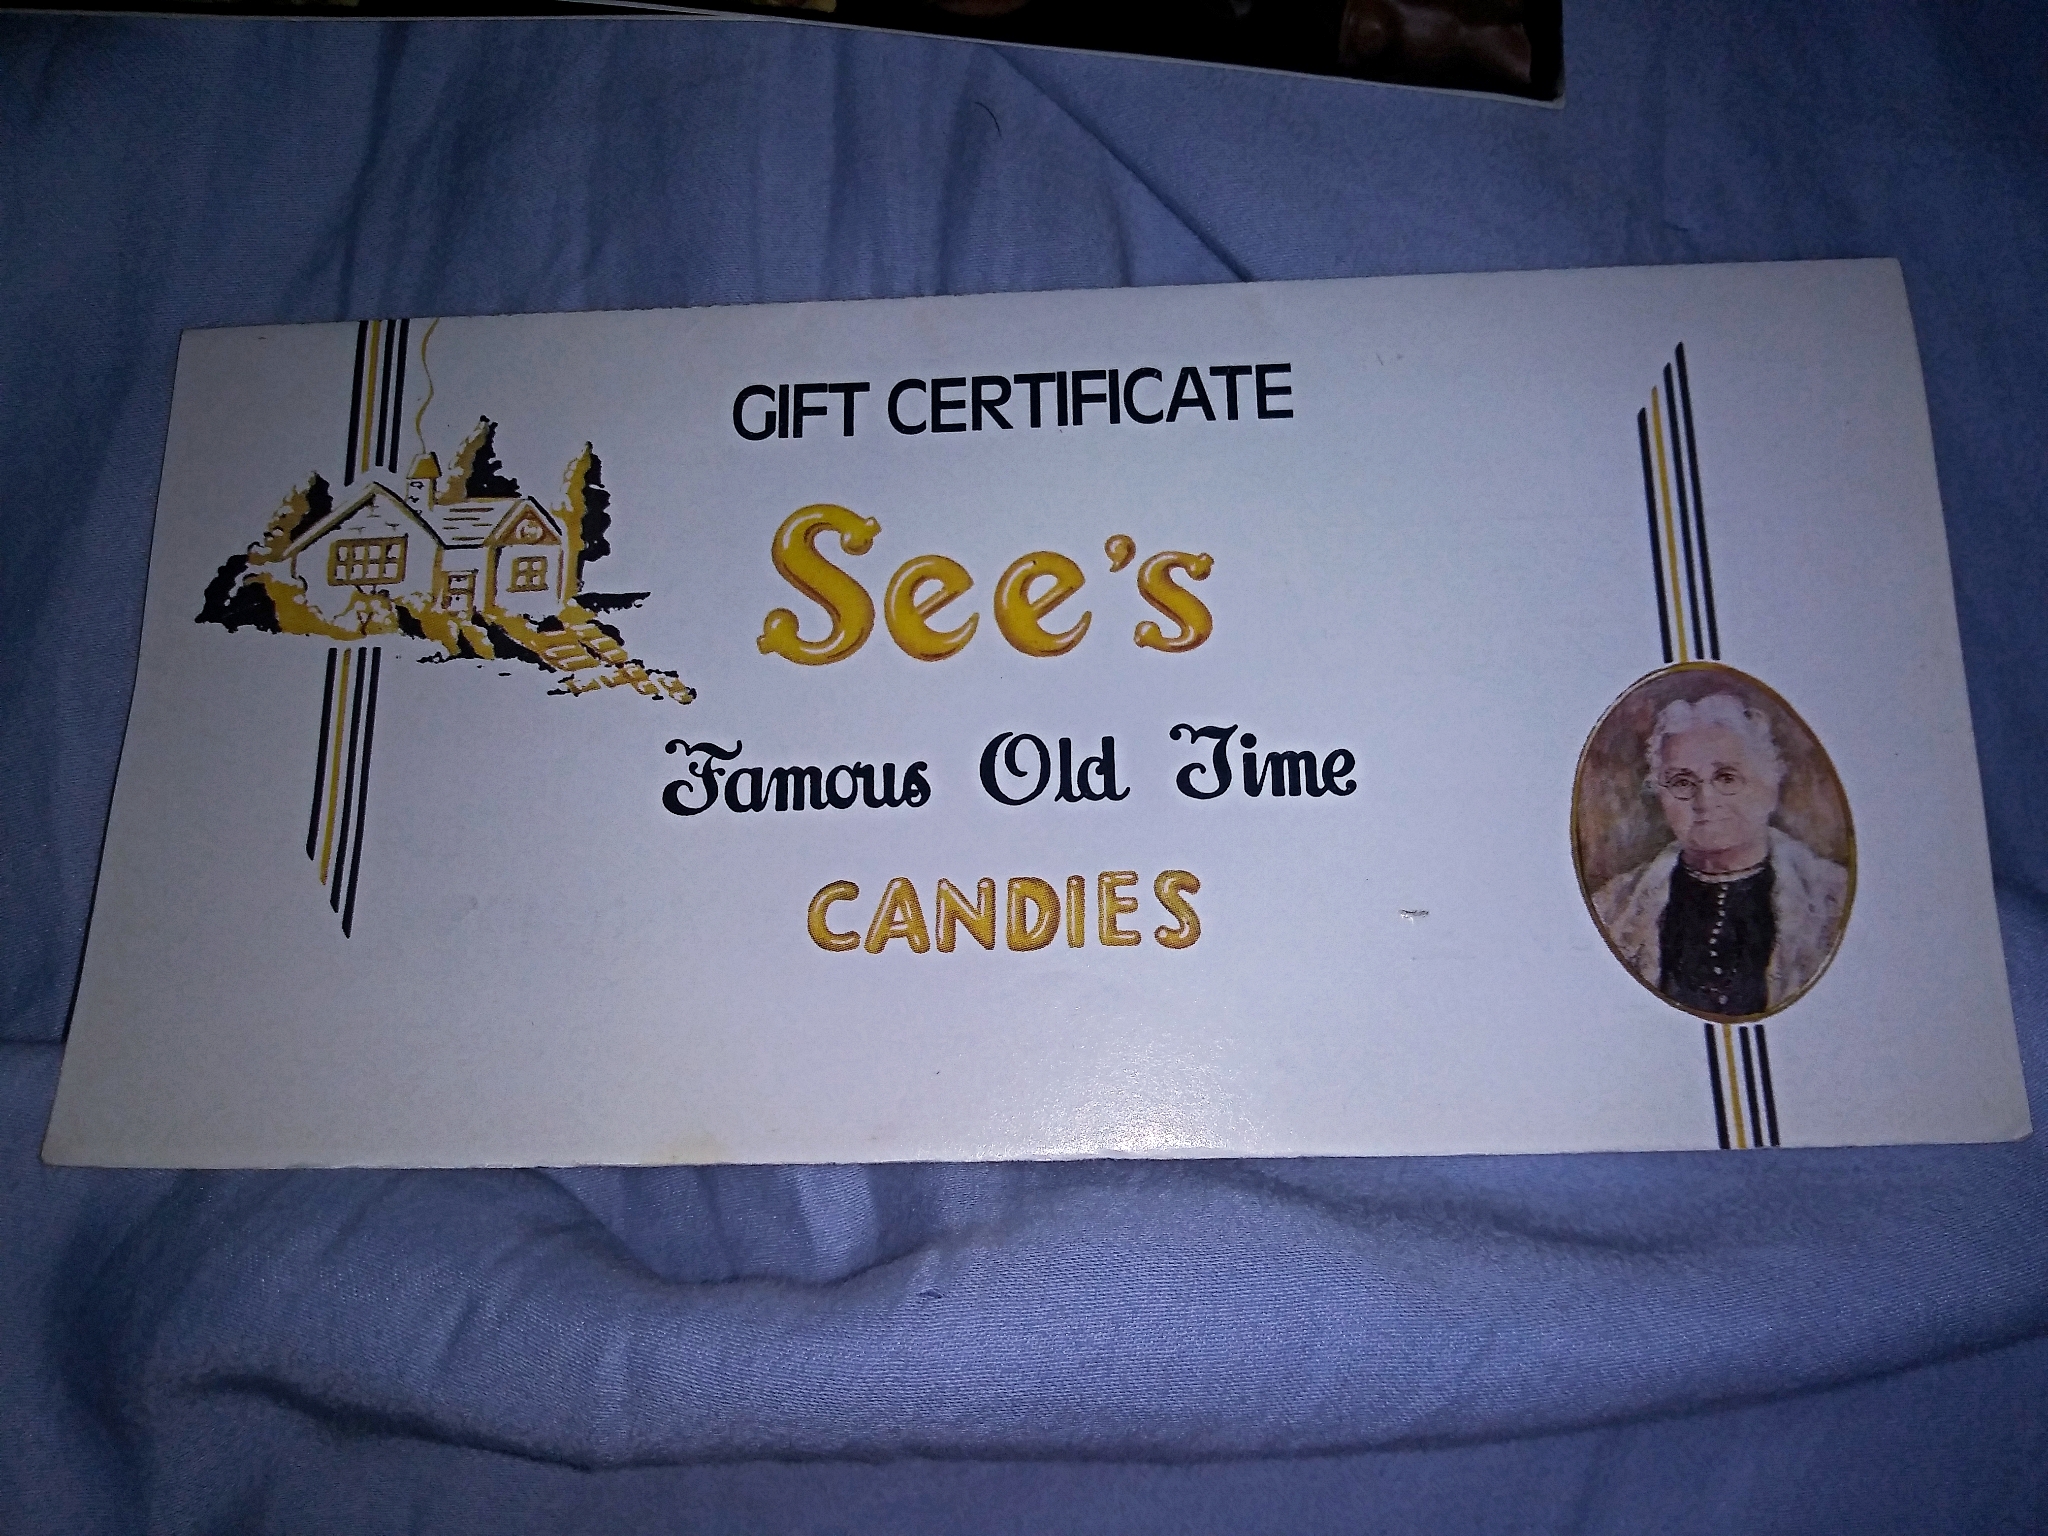 GIFT CERTIFICATE
See's
Famous Old Time
CANDIES